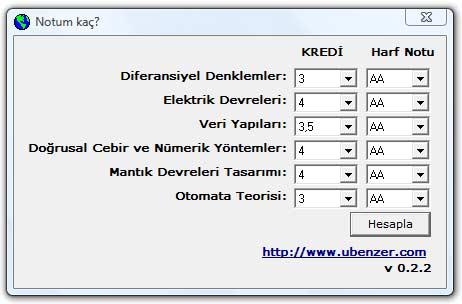 Notum kaç?
KREDİ Harf Notu
Diferansiyel Denklemler: 3 AA
Elektrik Devreleri: 4 AA
Veri Yapıları: 3,5 AA
Doğrusal Cebir ve Nümerik Yöntemler: 4 AA
Mantık Devreleri Tasarımı: 4 AA
Otomata Teorisi: 3 AA
Hesapla
http://www.ubenzer.com
v 0.2.2